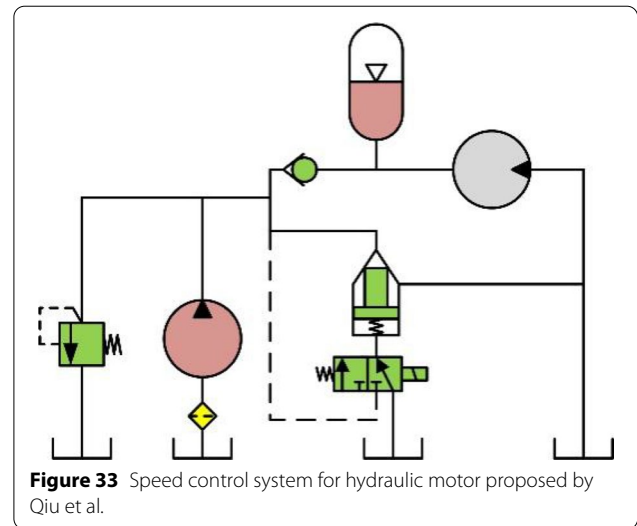 Figure 33 Speed control system for hydraulic motor proposed by
Qiu et al.